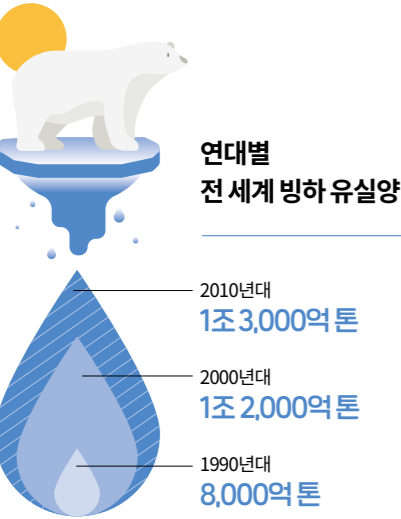 연대별
전 세계 빙하 유실양
2010년대
1조 3,000억 톤
2000년대
1조 2,000억 톤
1990년대
8,000억 톤